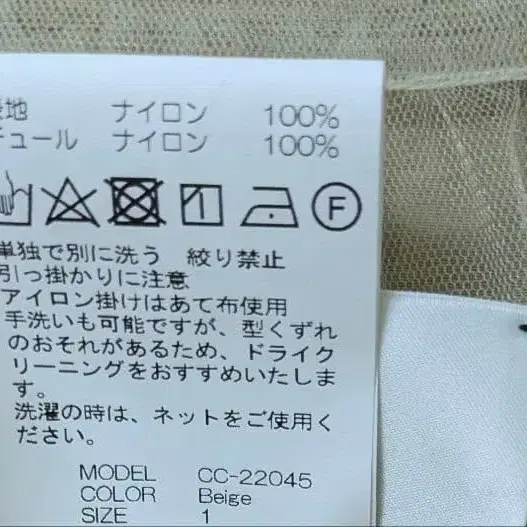 地 ナイロン 100%
チュール ナイロン 100%
F
単独で別に洗う 絞り禁止
引っ掛かりに注意
アイロン掛けはあて布使用
手洗いも可能ですが、型くずれ
のおそれがあるため、ドライク
リーニングをおすすめいたしま
す。
洗濯の時は、ネットをご使用く
ださい。
MODEL CC-22045
COLOR Beige
SIZE 1